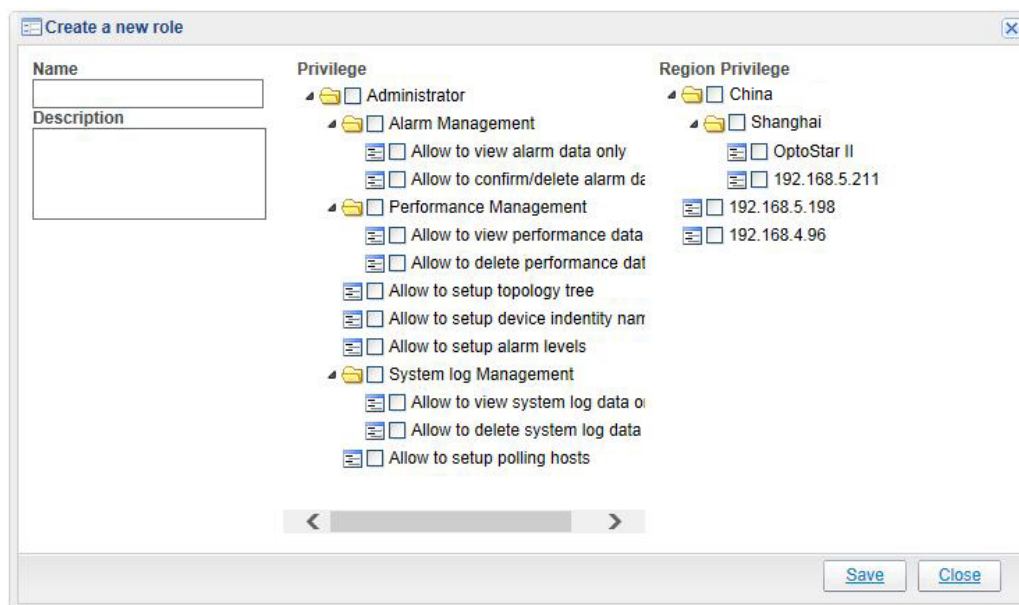 Create a new role
Name
Description
Privilege
Administrator
Alarm Management
Allow to view alarm data only
Allow to confirm/delete alarm da
Performance Management
Allow to view performance data
Allow to delete performance dat
Allow to setup topology tree
Allow to setup device indentity nam
Allow to setup alarm levels
System log Management
Allow to view system log data o
Allow to delete system log data
Allow to setup polling hosts
Region Privilege
China
Shanghai
OptoStar II
192.168.5.211
192.168.5.198
192.168.4.96
Save
Close